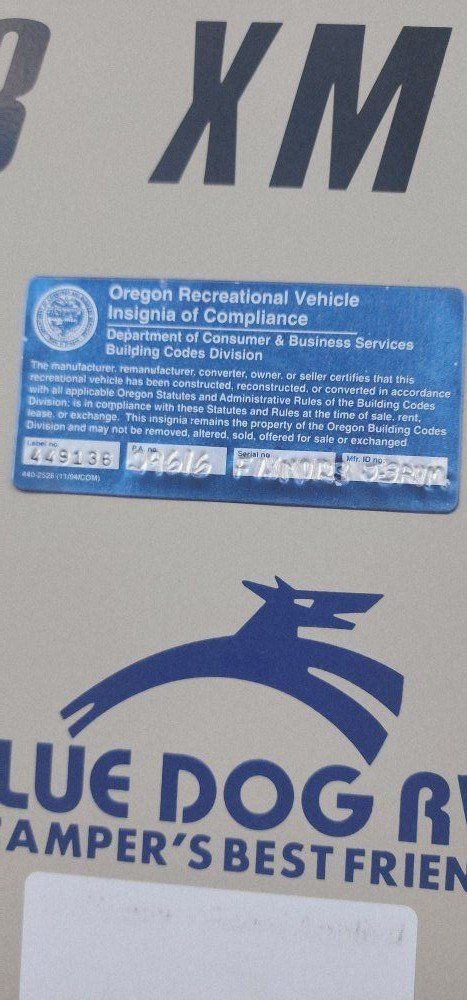 XM
Oregon Recreational Vehicle
Insignia of Compliance
Department of Consumer & Business Services
Building Codes Division
The manufacturer, remanufacturer, converter, owner, or seller certifies that this
recreational vehicle has been constructed, reconstructed, or converted in accordance
with all applicable Oregon Statutes and Administrative Rules of the Building Codes
Division; is in compliance with these Statutes and Rules at the time of sale, rent,
lease, or exchange. This insignia remains the property of the Oregon Building Codes
Division and may not be removed, altered, sold, offered for sale or exchanged
Label no. Serial no Mfr. ID no.
449136
440-2528 (11/94/COM)
LUE DOG R
AMPER'S BEST FRIEN